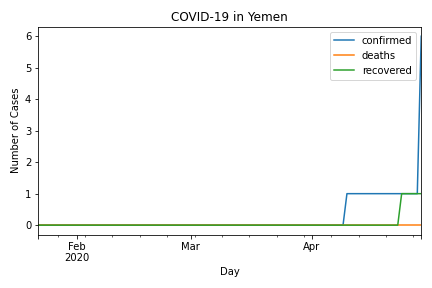 COVID-19 in Yemen
confirmed
deaths
recovered
Number of Cases
6
5
4
3
2
1
0
Feb Mar Apr
2020
Day